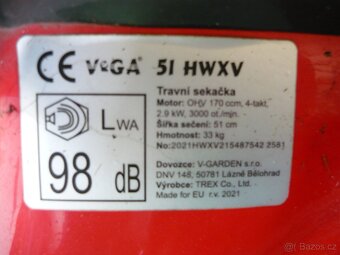 CE VeGA 51 HWXV
Travní sekačka
Motor: OHV 170 ccm, 4-takt,
2.9 kW, 3000 ot./min.
Šířka sečení: 51 cm
Hmotnost: 33 kg
No:2021HWXV215487542 2581
LWA
98 dB
Dovozce: V-GARDEN s.r.o.
DNV 148, 50781 Lázně Bělohrad
Výrobce: TREX Co., Ltd.
Made for EU r.v. 2021
bazos.cz